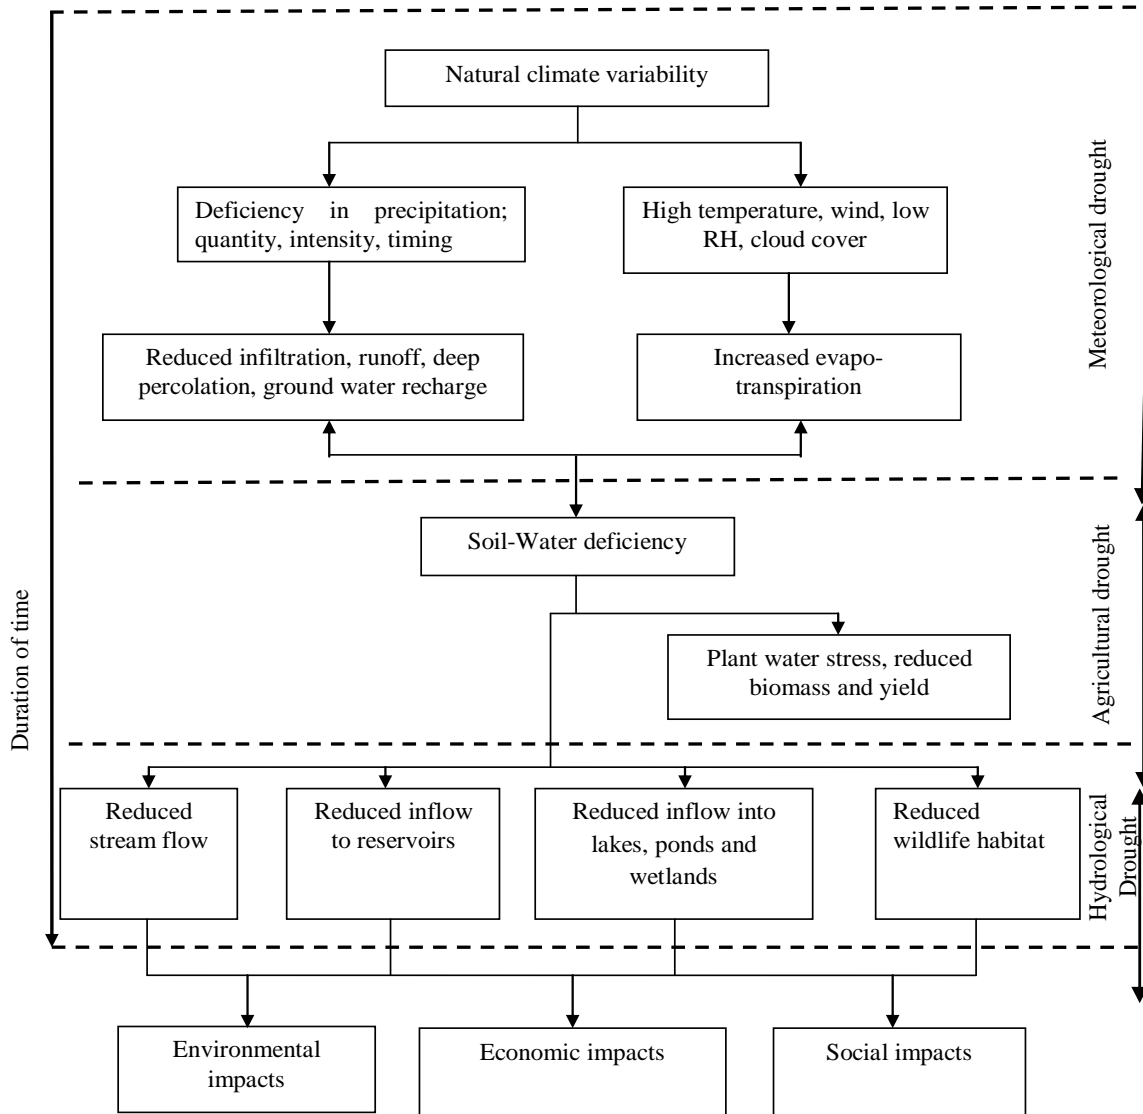 Natural climate variability
Deficiency in precipitation;
quantity, intensity, timing
High temperature, wind, low
RH, cloud cover
Meteorological drought
Reduced infiltration, runoff, deep
percolation, ground water recharge
Increased evapo-
transpiration
Soil-Water deficiency
Agricultural drought
Plant water stress, reduced
biomass and yield
Duration of time
Reduced
stream flow
Reduced inflow
to reservoirs
Reduced inflow into
lakes, ponds and
wetlands
Reduced
wildlife habitat
Hydrological
Drought
Environmental
impacts
Economic impacts
Social impacts